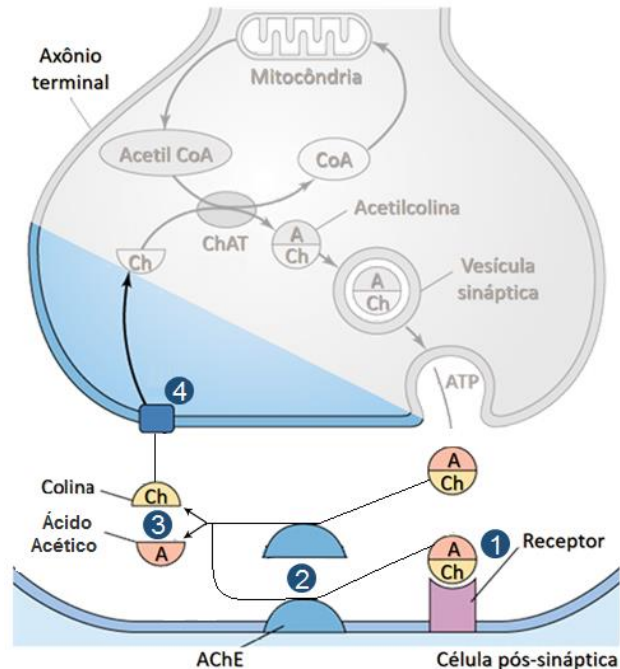 Axônio
terminal
Mitocôndria
Acetil CoA
CoA
ChAT
Acetilcolina
A
Ch
Ch
A
Ch
Vesícula
sináptica
ATP
4
A
Ch
Colina
Ch
Ácido
Acético
3
A
2
A
Ch
1
Receptor
AChE
Célula pós-sináptica